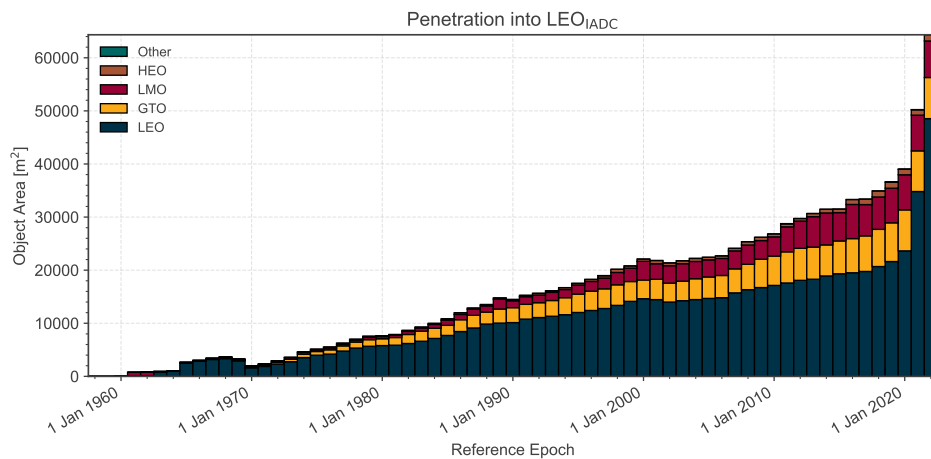 Penetration into LEO_IADC
Other
HEO
LMO
GTO
LEO
60000
50000
40000
30000
20000
10000
0
Object Area [m²]
1 Jan 1960
1 Jan 1970
1 Jan 1980
1 Jan 1990
1 Jan 2000
1 Jan 2010
1 Jan 2020
Reference Epoch